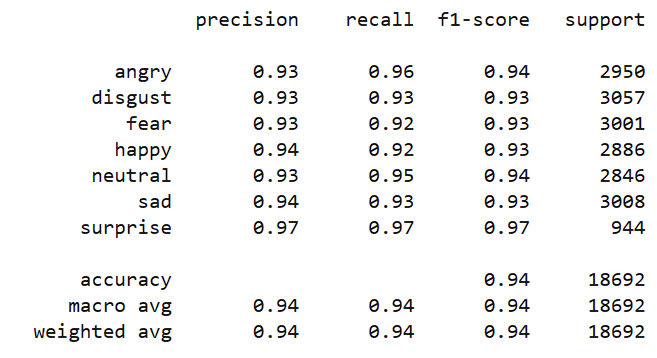 precision recall f1-score support
angry 0.93 0.96 0.94 2950
disgust 0.93 0.93 0.93 3057
fear 0.93 0.92 0.93 3001
happy 0.94 0.92 0.93 2886
neutral 0.93 0.95 0.94 2846
sad 0.94 0.93 0.93 3008
surprise 0.97 0.97 0.97 944
accuracy 0.94 18692
macro avg 0.94 0.94 0.94 18692
weighted avg 0.94 0.94 0.94 18692